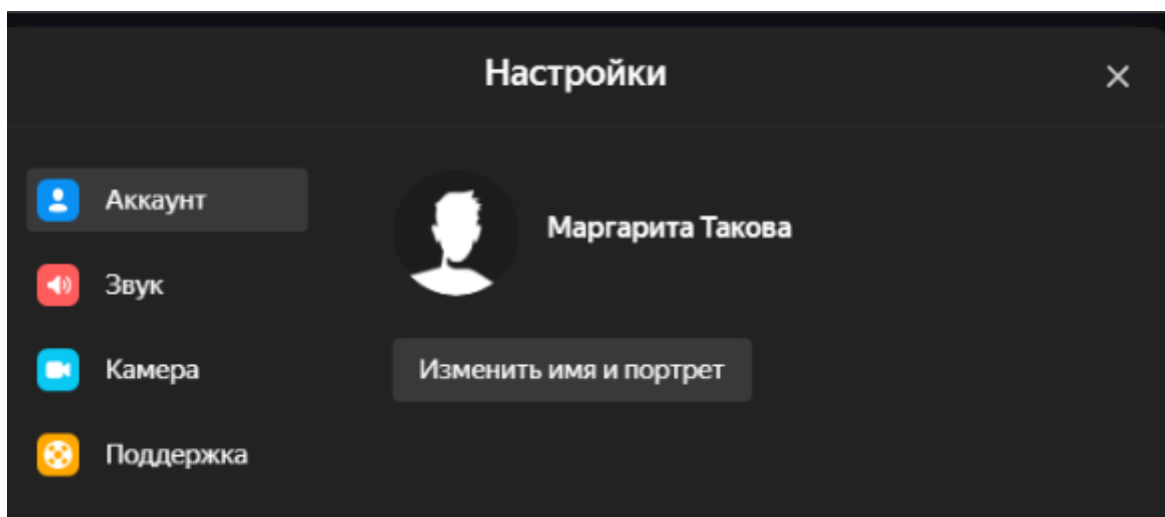 Настройки
Аккаунт
Звук
Камера
Поддержка
Маргарита Такова
Изменить имя и портрет